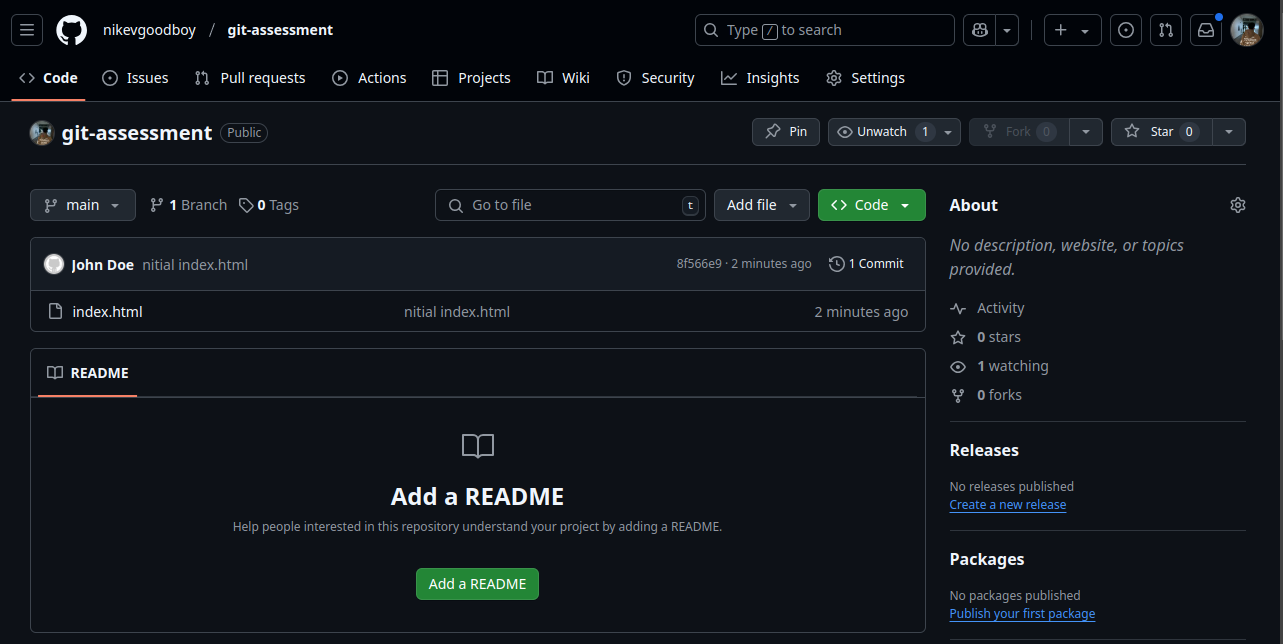 nikevgoodboy / git-assessment
Type / to search
Code
Issues
Pull requests
Actions
Projects
Wiki
Security
Insights
Settings
git-assessment Public
Pin
Unwatch 1
Fork 0
Star 0
main
1 Branch
0 Tags
Go to file t
Add file
Code
John Doe nitial index.html 8f566e9 · 2 minutes ago 1 Commit
index.html nitial index.html 2 minutes ago
README
Add a README
Help people interested in this repository understand your project by adding a README.
Add a README
About
No description, website, or topics
provided.
Activity
0 stars
1 watching
0 forks
Releases
No releases published
Create a new release
Packages
No packages published
Publish your first package